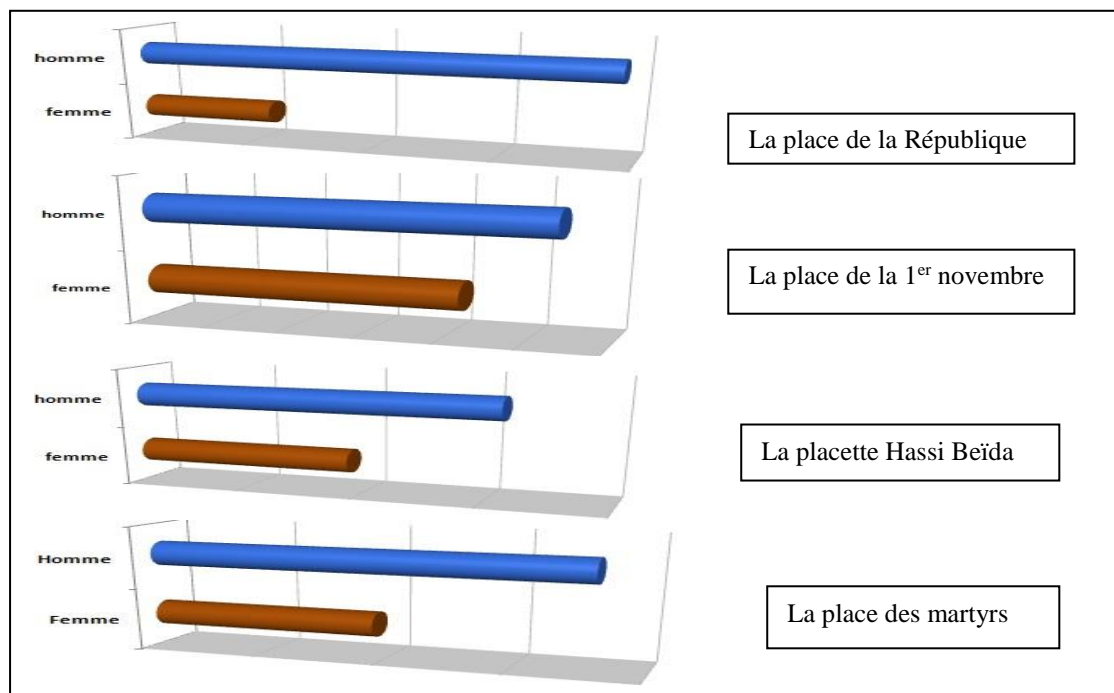 homme
femme
La place de la République
homme
femme
La place de la 1er novembre
homme
femme
La placette Hassi Beïda
Homme
Femme
La place des martyrs